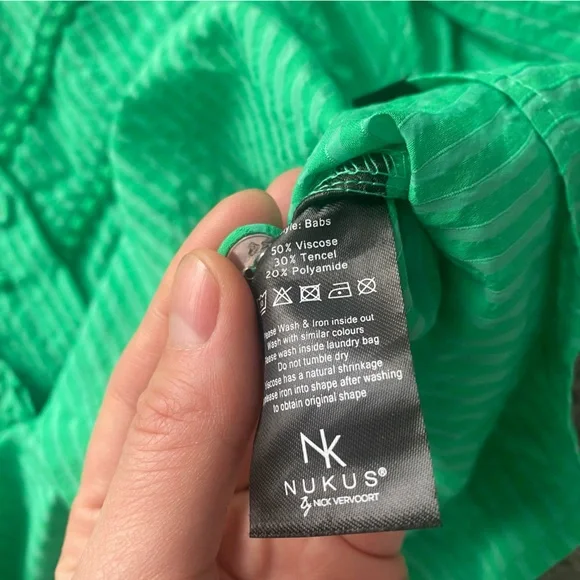 Style: Babs
50% Viscose
30% Tencel
20% Polyamide
Wash & Iron inside out
Wash with similar colours
wash inside laundry bag
Do not tumble dry
Viscose has a natural shrinkage
Iron into shape after washing
to obtain original shape
NK
NUKUS®
By NICK VERVOORT